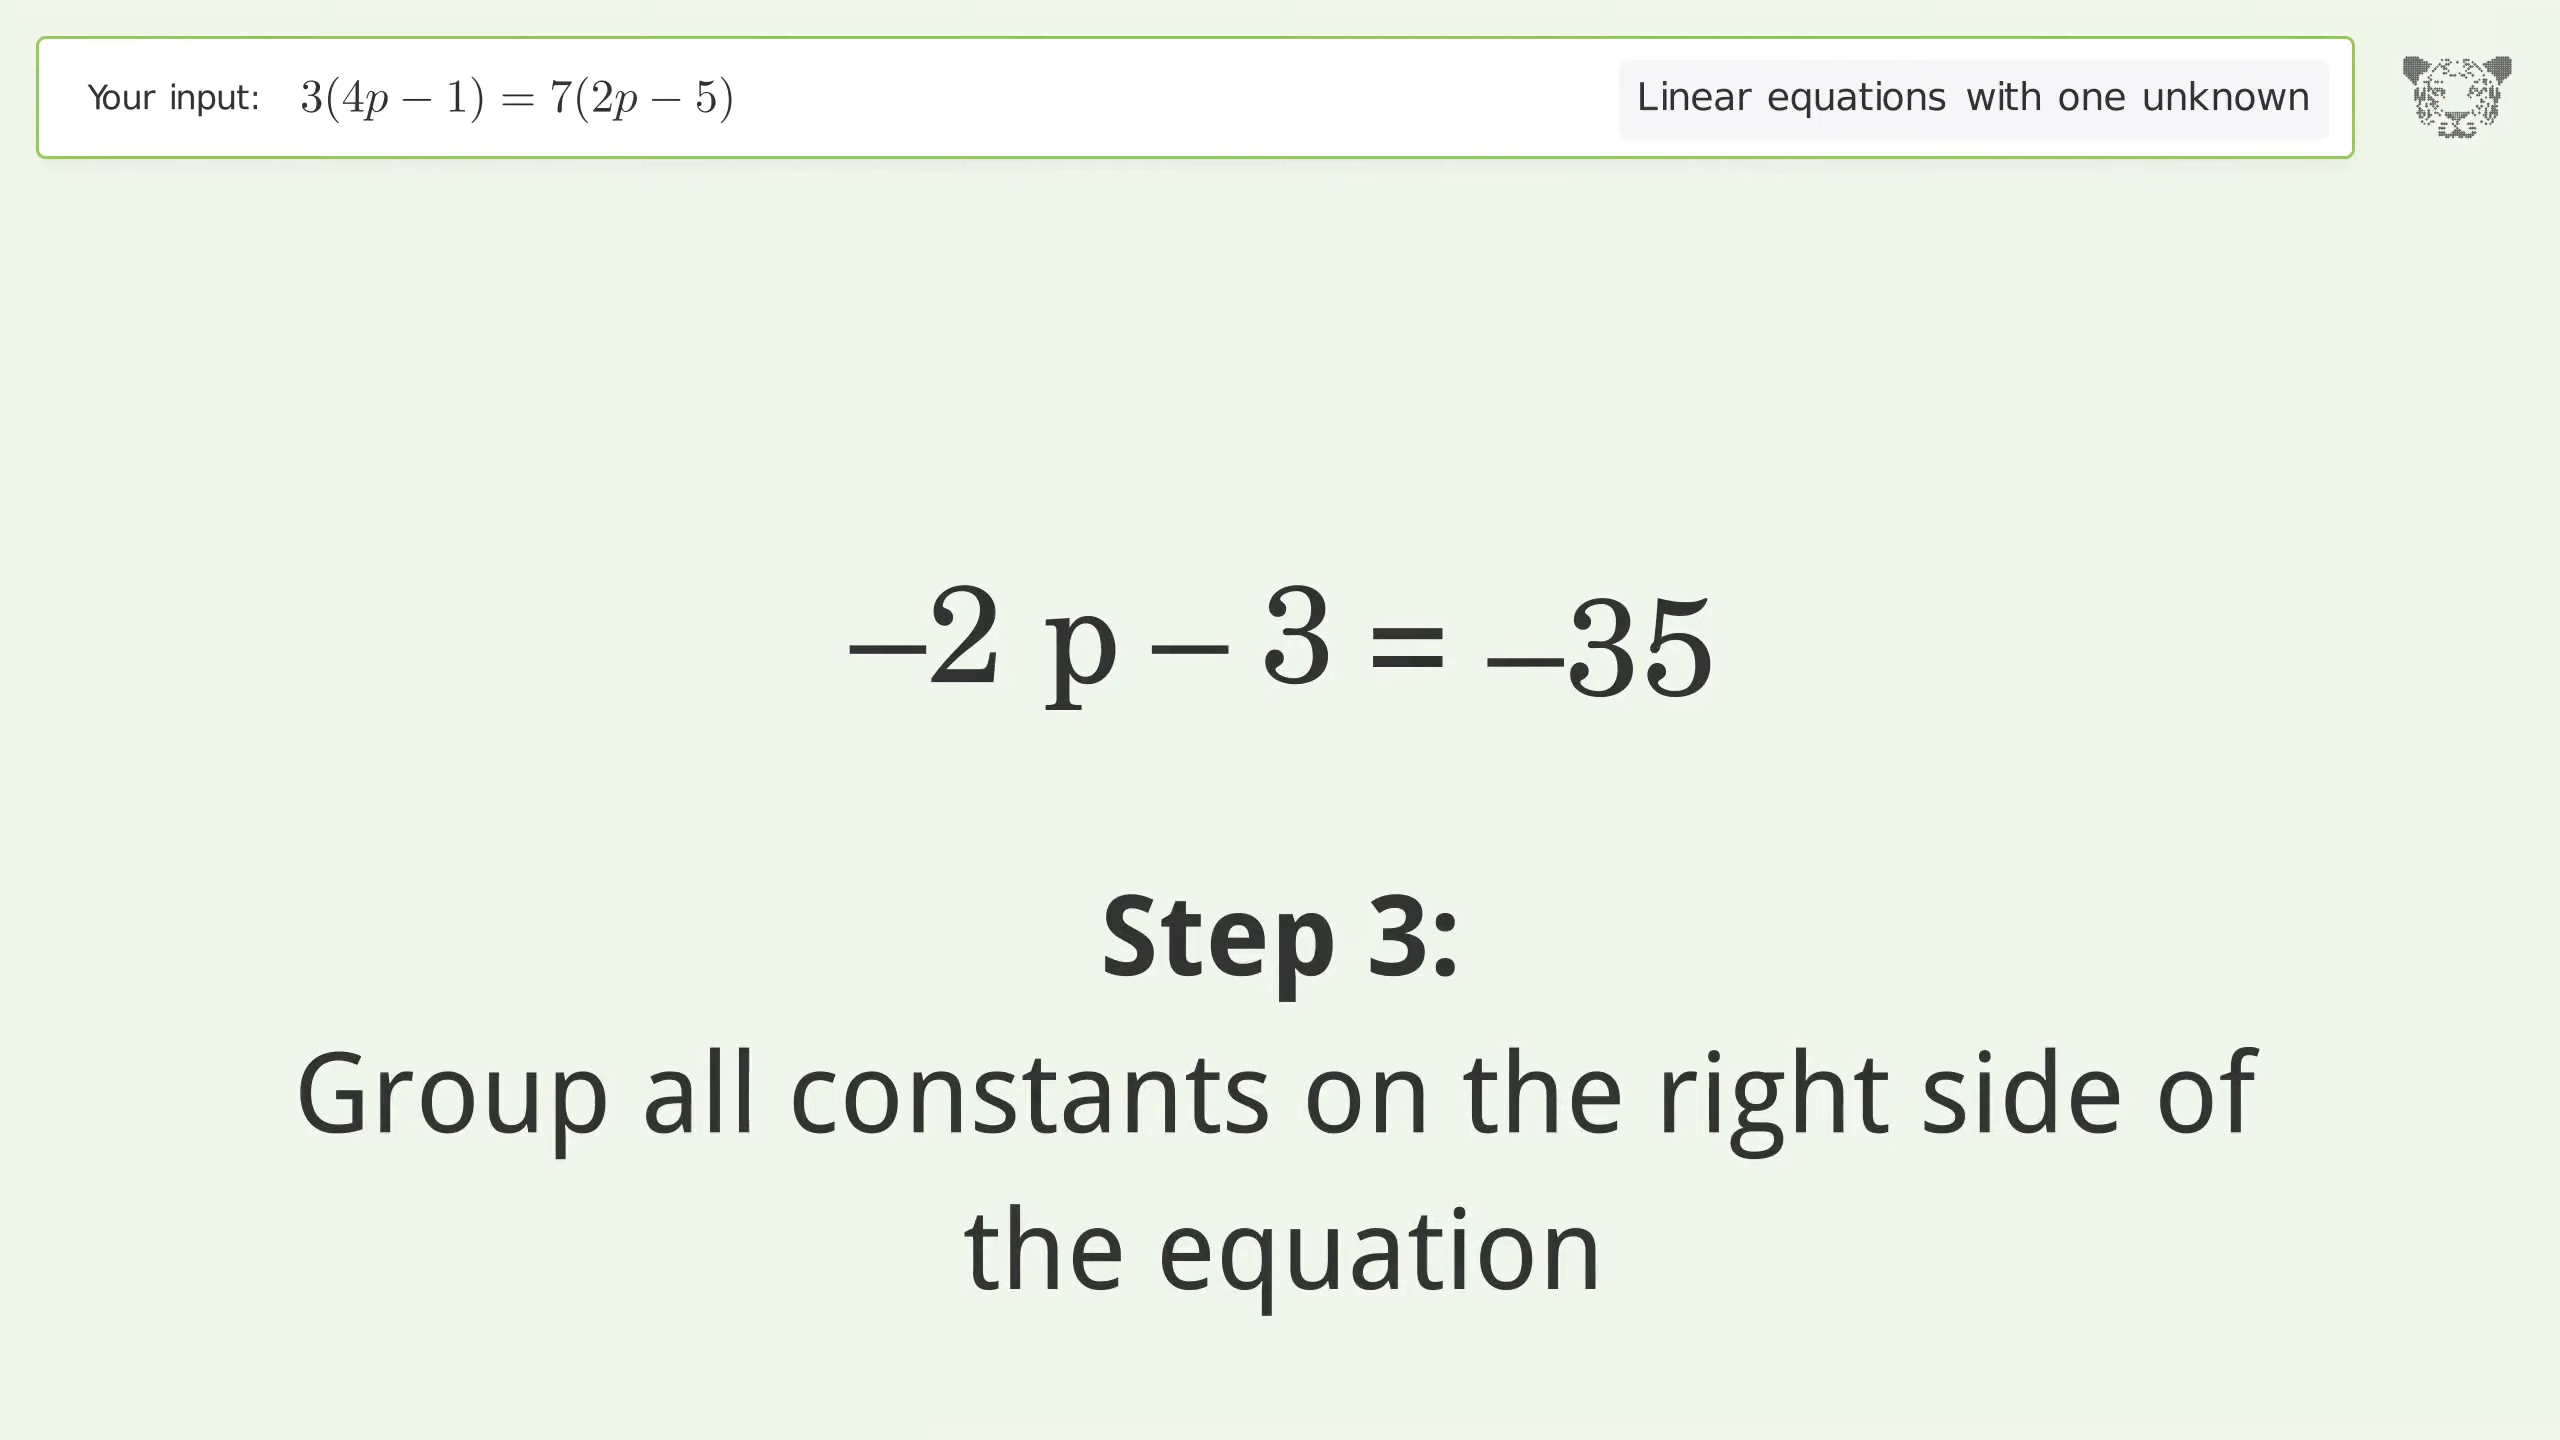 Your input: 3(4p − 1) = 7(2p − 5)
Linear equations with one unknown
−2 p − 3 = −35
Step 3:
Group all constants on the right side of
the equation